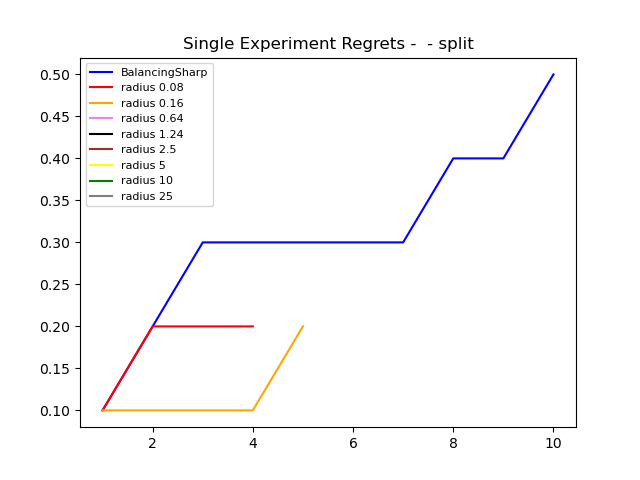 Single Experiment Regrets -  - split
0.50
0.45
0.40
0.35
0.30
0.25
0.20
0.15
0.10
BalancingSharp
radius 0.08
radius 0.16
radius 0.64
radius 1.24
radius 2.5
radius 5
radius 10
radius 25
2
4
6
8
10